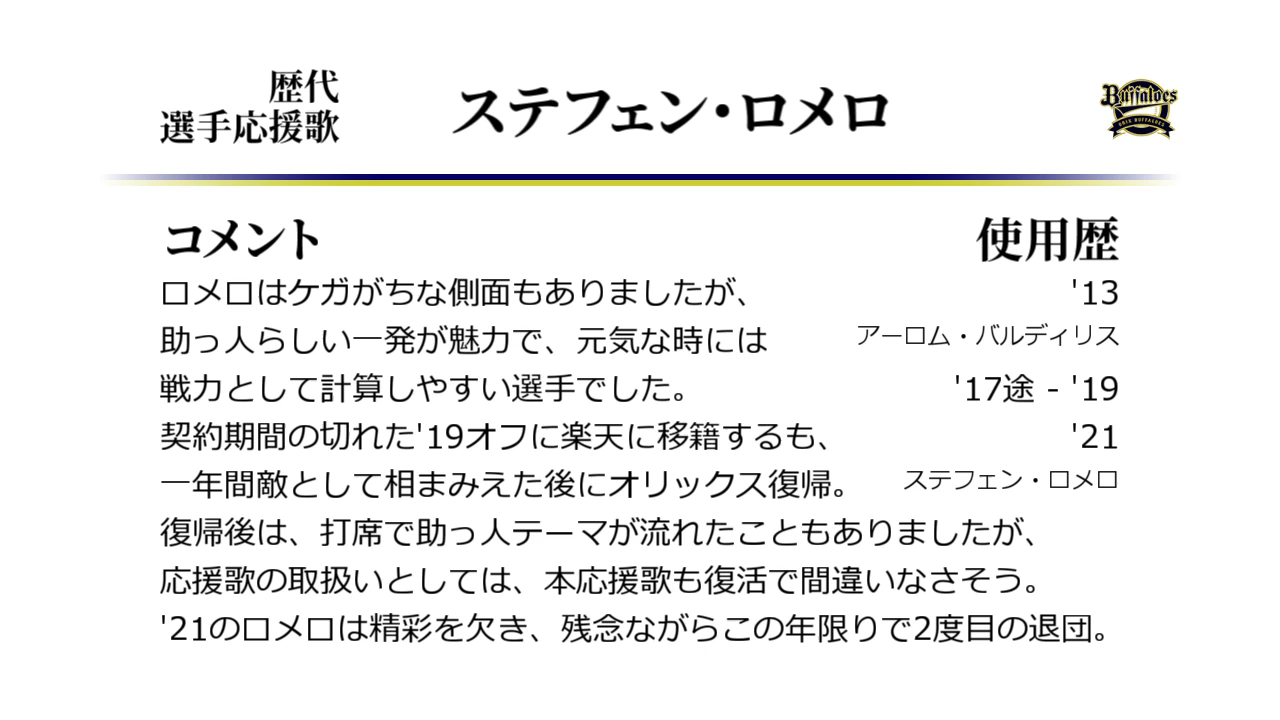 歴代
選手応援歌
ステフェン・ロメロ
Buffaloes
ORIX BUFFALOES
コメント
ロメロはケガがちな側面もありましたが、
助っ人らしい一発が魅力で、元気な時には
戦力として計算しやすい選手でした。
契約期間の切れた'19オフに楽天に移籍するも、
一年間敵として相まみえた後にオリックス復帰。
復帰後は、打席で助っ人テーマが流れたこともありましたが、
応援歌の取扱いとしては、本応援歌も復活で間違いなさそう。
'21のロメロは精彩を欠き、残念ながらこの年限りで2度目の退団。
使用歴
'13
アーロム・バルディリス
'17途 - '19
'21
ステフェン・ロメロ